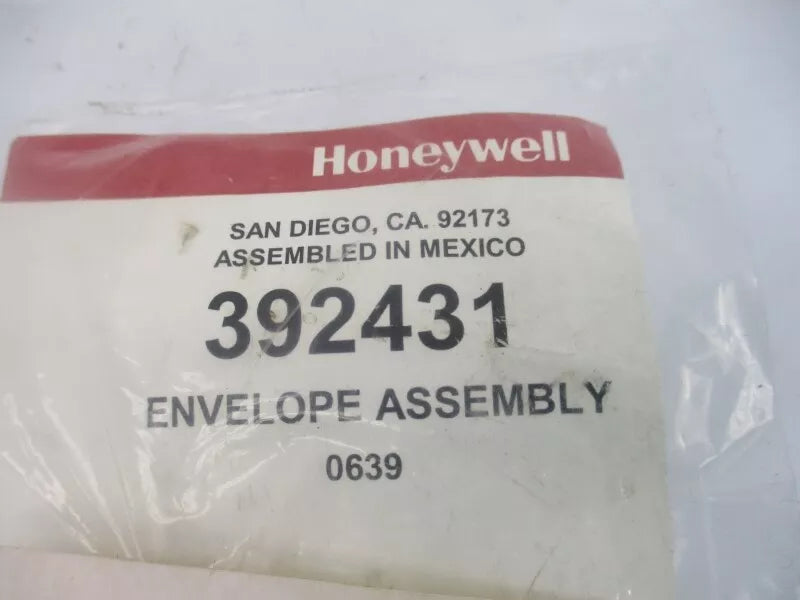 Honeywell
SAN DIEGO, CA. 92173
ASSEMBLED IN MEXICO
392431
ENVELOPE ASSEMBLY
0639